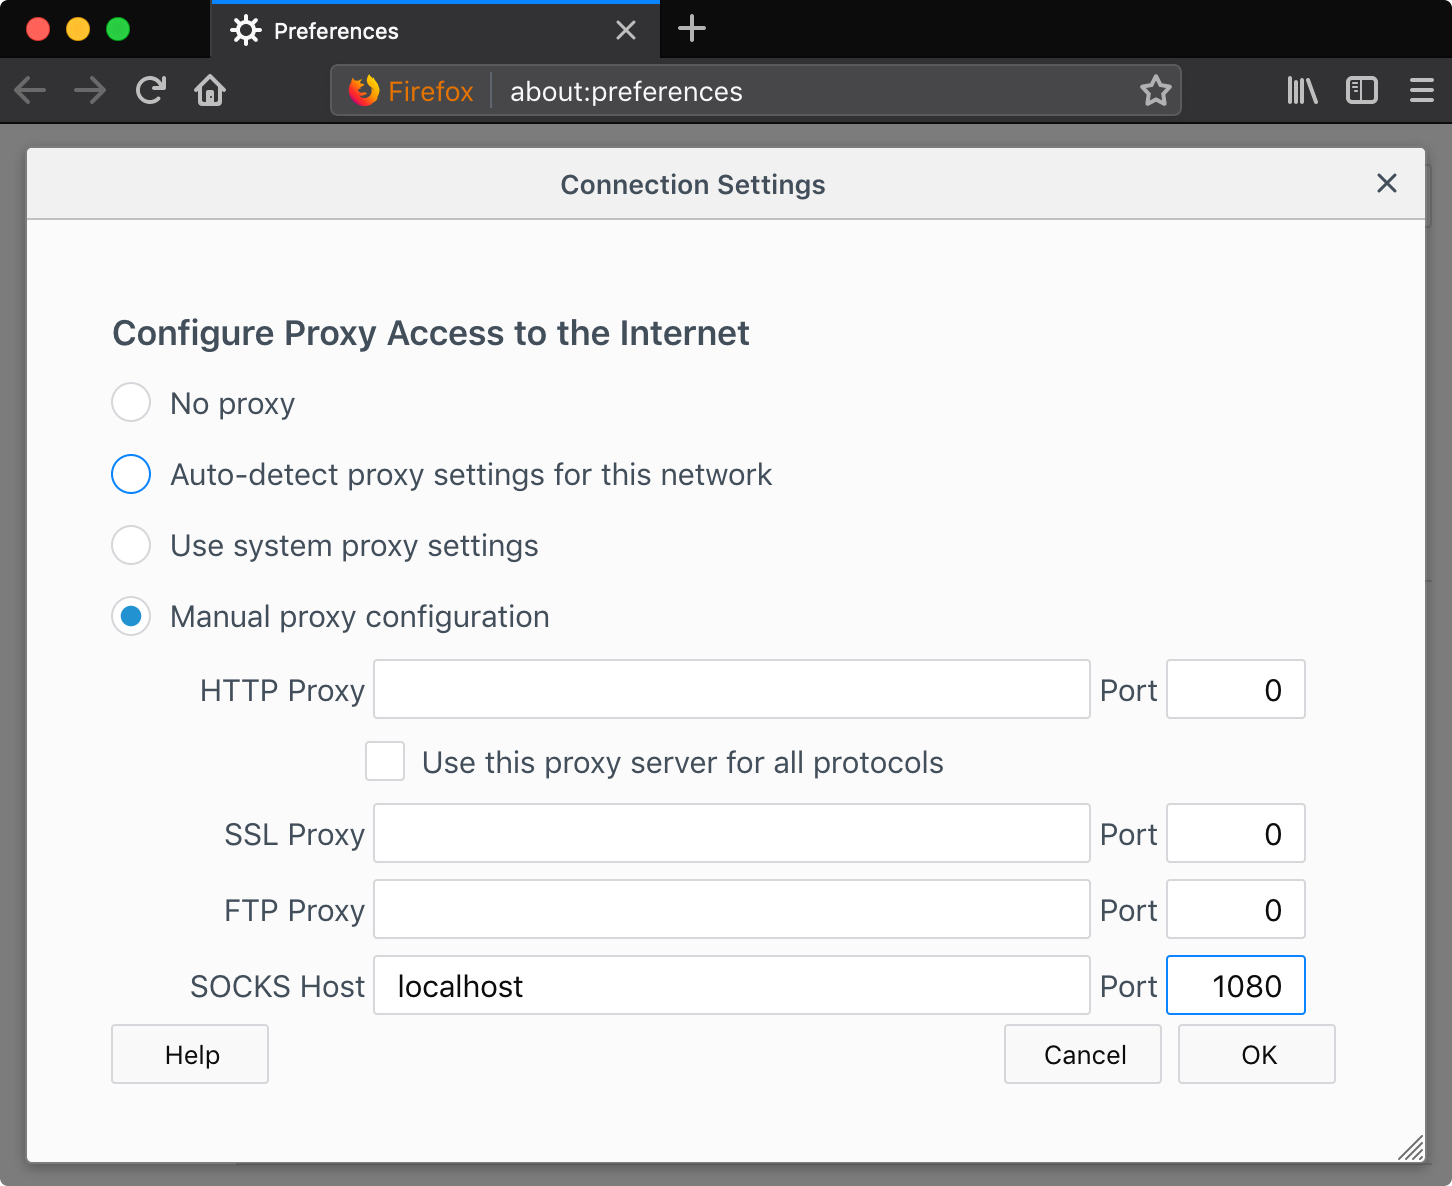 Preferences
Firefox about:preferences
Connection Settings
Configure Proxy Access to the Internet
No proxy
Auto-detect proxy settings for this network
Use system proxy settings
Manual proxy configuration
HTTP Proxy Port 0
Use this proxy server for all protocols
SSL Proxy Port 0
FTP Proxy Port 0
SOCKS Host localhost Port 1080
Help Cancel OK